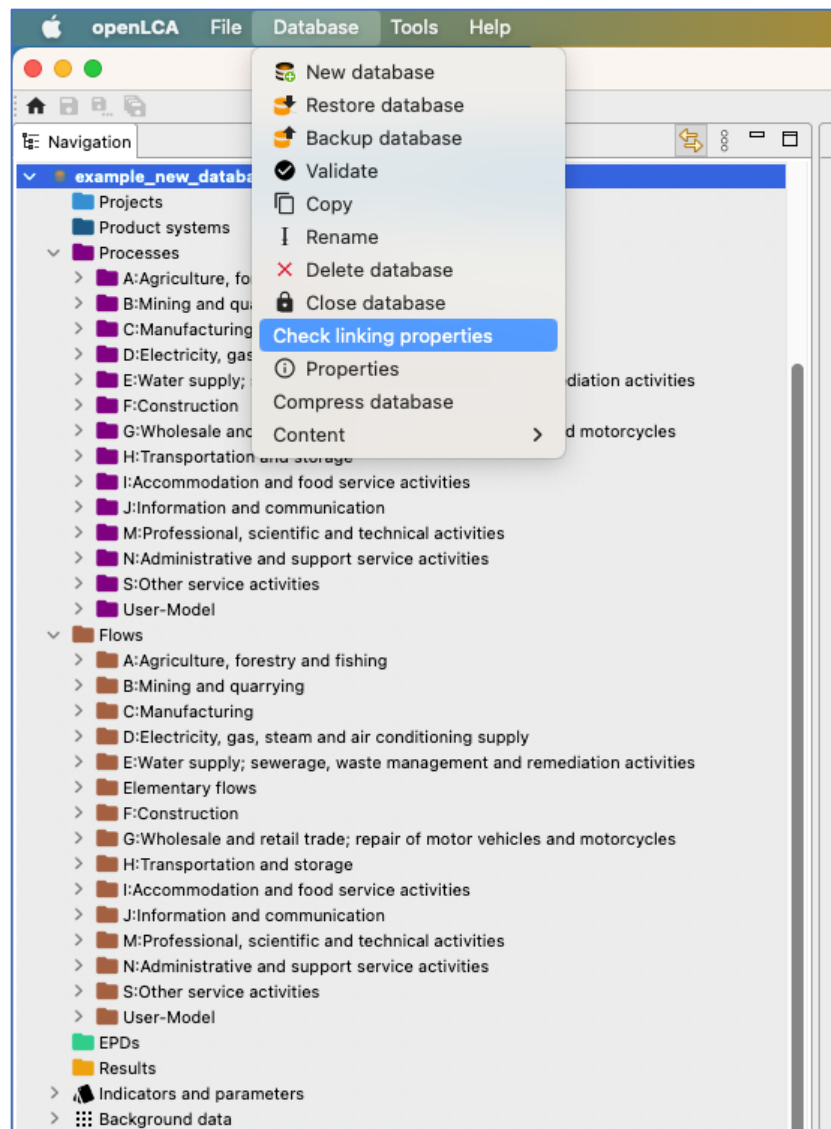 openLCA File Database Tools Help
New database
Restore database
Backup database
Validate
Copy
Rename
Delete database
Close database
Check linking properties
Properties
Compress database
Content
Navigation
example_new_databa
Projects
Product systems
Processes
A:Agriculture, fo
B:Mining and qua
C:Manufacturing
D:Electricity, gas
E:Water supply; diation activities
F:Construction
G:Wholesale and d motorcycles
H:Transportation and storage
I:Accommodation and food service activities
J:Information and communication
M:Professional, scientific and technical activities
N:Administrative and support service activities
S:Other service activities
User-Model
Flows
A:Agriculture, forestry and fishing
B:Mining and quarrying
C:Manufacturing
D:Electricity, gas, steam and air conditioning supply
E:Water supply; sewerage, waste management and remediation activities
Elementary flows
F:Construction
G:Wholesale and retail trade; repair of motor vehicles and motorcycles
H:Transportation and storage
I:Accommodation and food service activities
J:Information and communication
M:Professional, scientific and technical activities
N:Administrative and support service activities
S:Other service activities
User-Model
EPDs
Results
Indicators and parameters
Background data